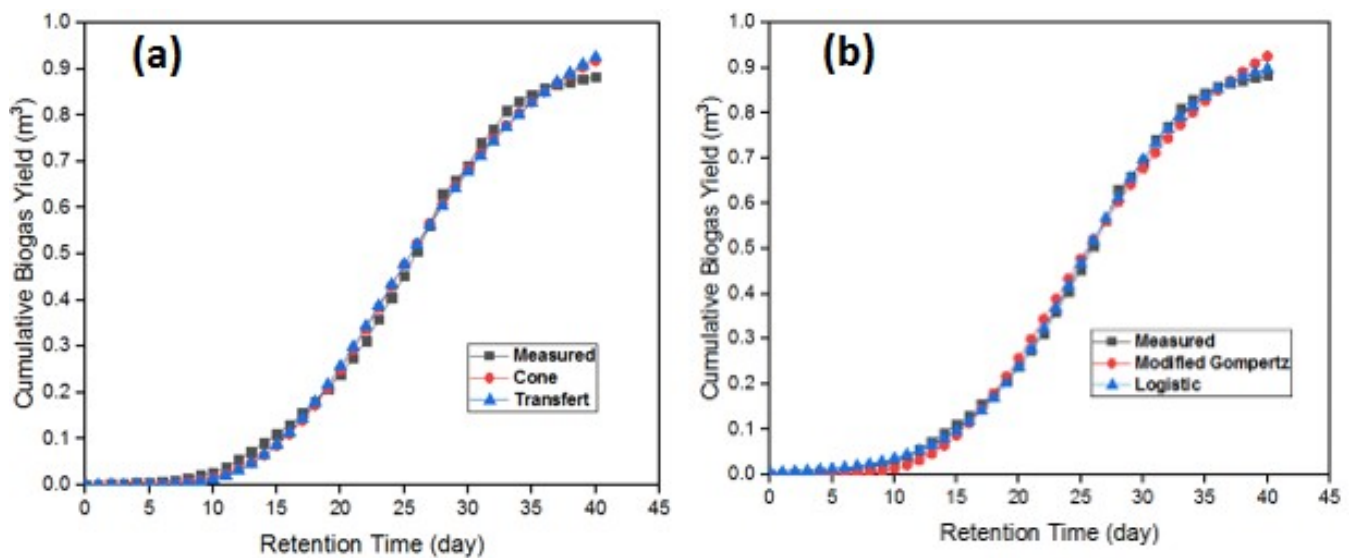 (a)
Cumulative Biogas Yield (m³)
1.0
0.9
0.8
0.7
0.6
0.5
0.4
0.3
0.2
0.1
0.0
Measured
Cone
Transfert
0 5 10 15 20 25 30 35 40 45
Retention Time (day)
(b)
Cumulative Biogas Yield (m³)
1.0
0.9
0.8
0.7
0.6
0.5
0.4
0.3
0.2
0.1
0.0
Measured
Modified Gompertz
Logistic
0 5 10 15 20 25 30 35 40 45
Retention Time (day)